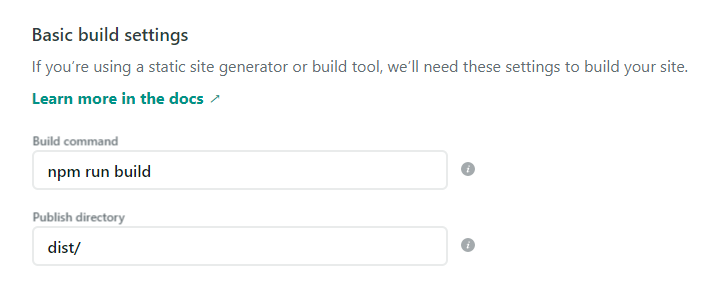 Basic build settings
If you’re using a static site generator or build tool, we’ll need these settings to build your site.
Learn more in the docs ↗
Build command
npm run build
i
Publish directory
dist/
i